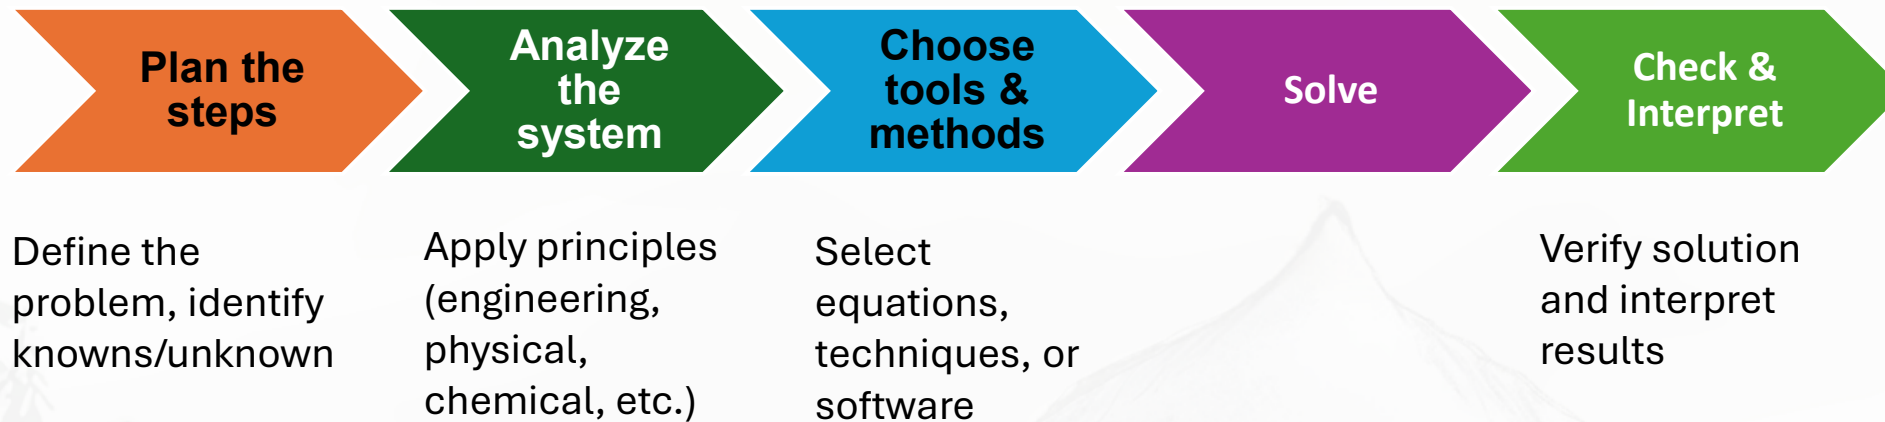 Plan the
steps
Analyze
the
system
Choose
tools &
methods
Solve
Check &
Interpret
Define the
problem, identify
knowns/unknown
Apply principles
(engineering,
physical,
chemical, etc.)
Select
equations,
techniques, or
software
Verify solution
and interpret
results